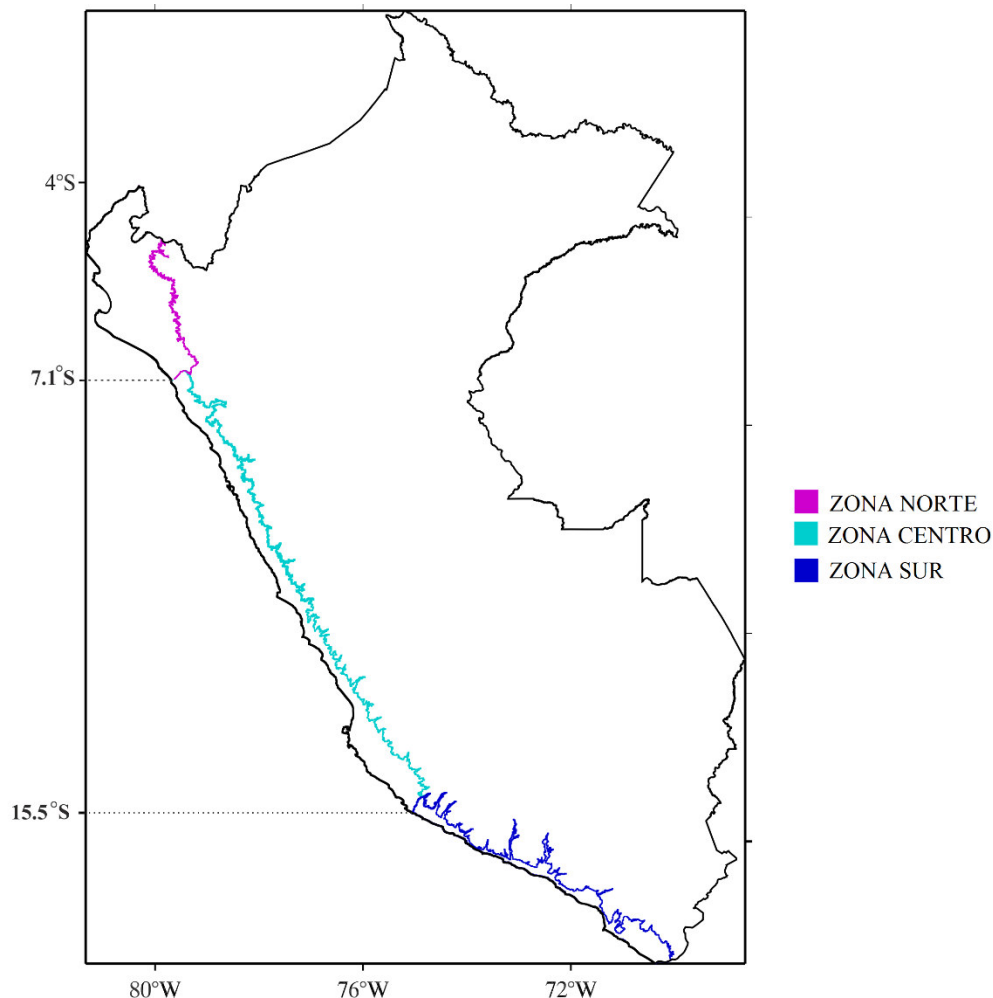 4°S
7.1°S
15.5°S
80°W
76°W
72°W
ZONA NORTE
ZONA CENTRO
ZONA SUR